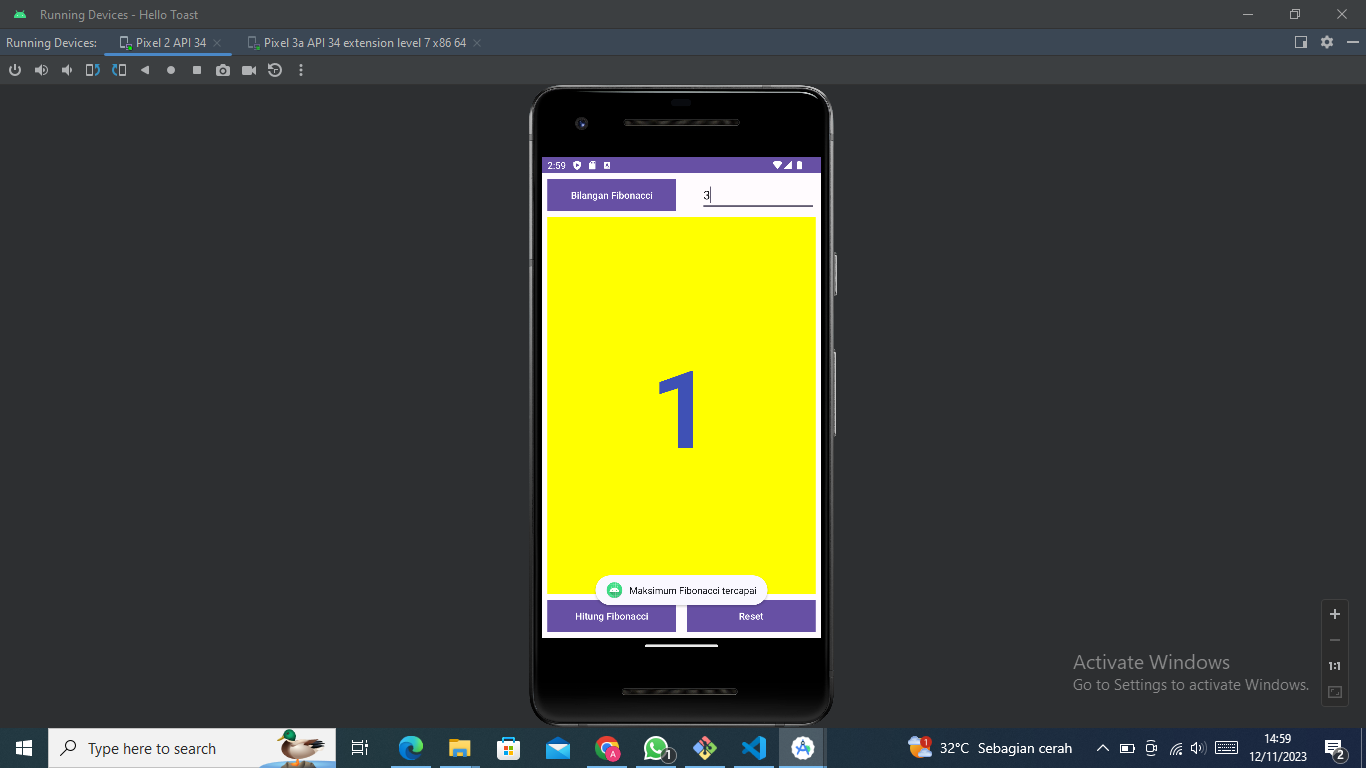 Running Devices - Hello Toast
Running Devices: Pixel 2 API 34 Pixel 3a API 34 extension level 7 x86 64
2:59
Bilangan Fibonacci 3
1
Maksimum Fibonacci tercapai
Hitung Fibonacci Reset
1:1
Activate Windows
Go to Settings to activate Windows.
Type here to search
A
1
1
32°C Sebagian cerah
14:59
12/11/2023
2